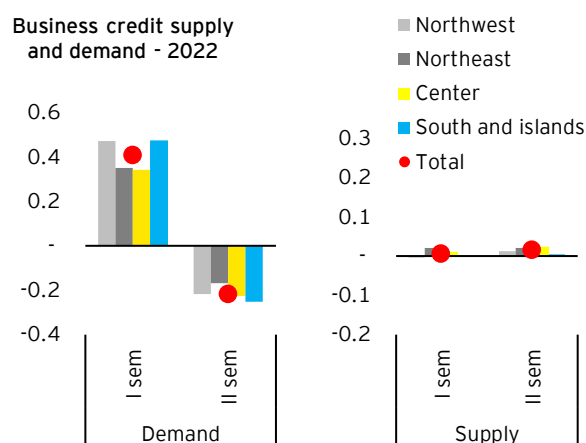 Business credit supply
and demand - 2022
Northwest
Northeast
Center
South and islands
Total
0.6
0.4
0.2
-
-0.2
-0.4
I sem
II sem
Demand
0.3
0.2
0.1
-
-0.1
-0.2
I sem
II sem
Supply